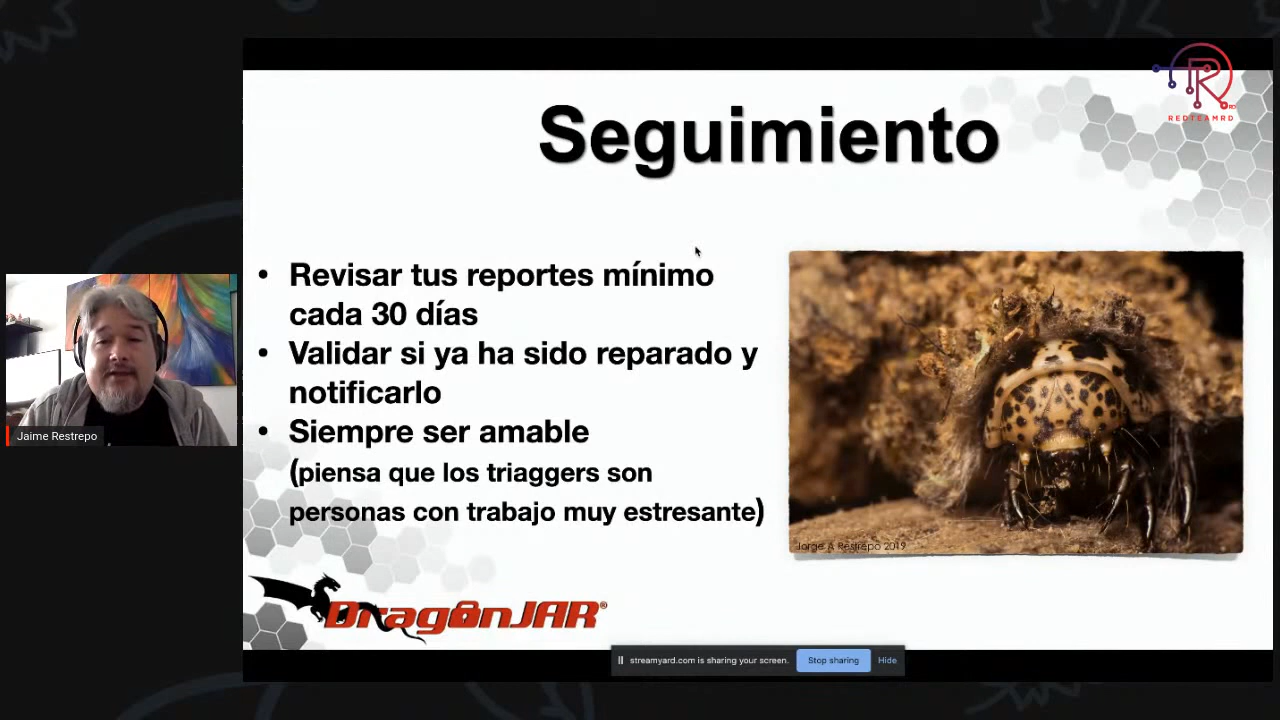 REDTEAMRD
Seguimiento
• Revisar tus reportes mínimo
cada 30 días
• Validar si ya ha sido reparado y
notificarlo
• Siempre ser amable
(piensa que los triaggers son
personas con trabajo muy estresante)
Jorge A Restrepo 2019
Jaime Restrepo
DragonJAR®
streamyard.com is sharing your screen.
Stop sharing
Hide